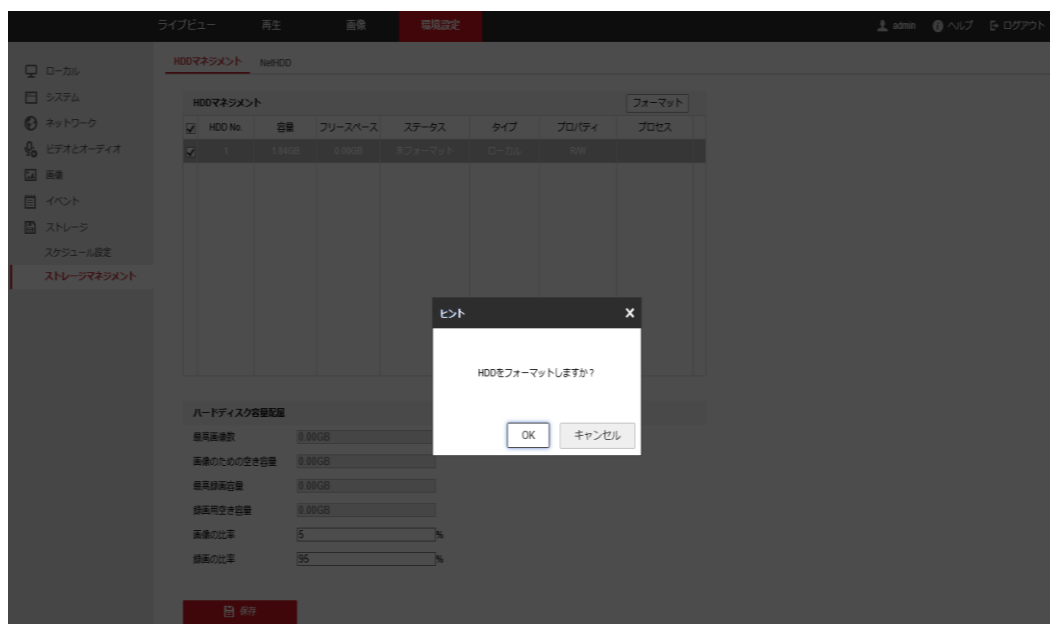 ライブビュー 再生 画像 環境設定 admin ヘルプ ログアウト
HDDマネジメント NetHDD
ローカル
システム
ネットワーク
ビデオとオーディオ
画像
イベント
ストレージ
スケジュール設定
ストレージマネジメント
HDDマネジメント フォーマット
HDD No. 容量 フリースペース ステータス タイプ プロパティ プロセス
1 1.84GB 0.00GB 未フォーマット ローカル R/W
ヒント X
HDDをフォーマットしますか?
OK キャンセル
ハードディスク容量配属
最高画像数 0.00GB
画像のための空き容量 0.00GB
最高録画容量 0.00GB
録画用空き容量 0.00GB
画像の比率 5 %
録画の比率 95 %
保存